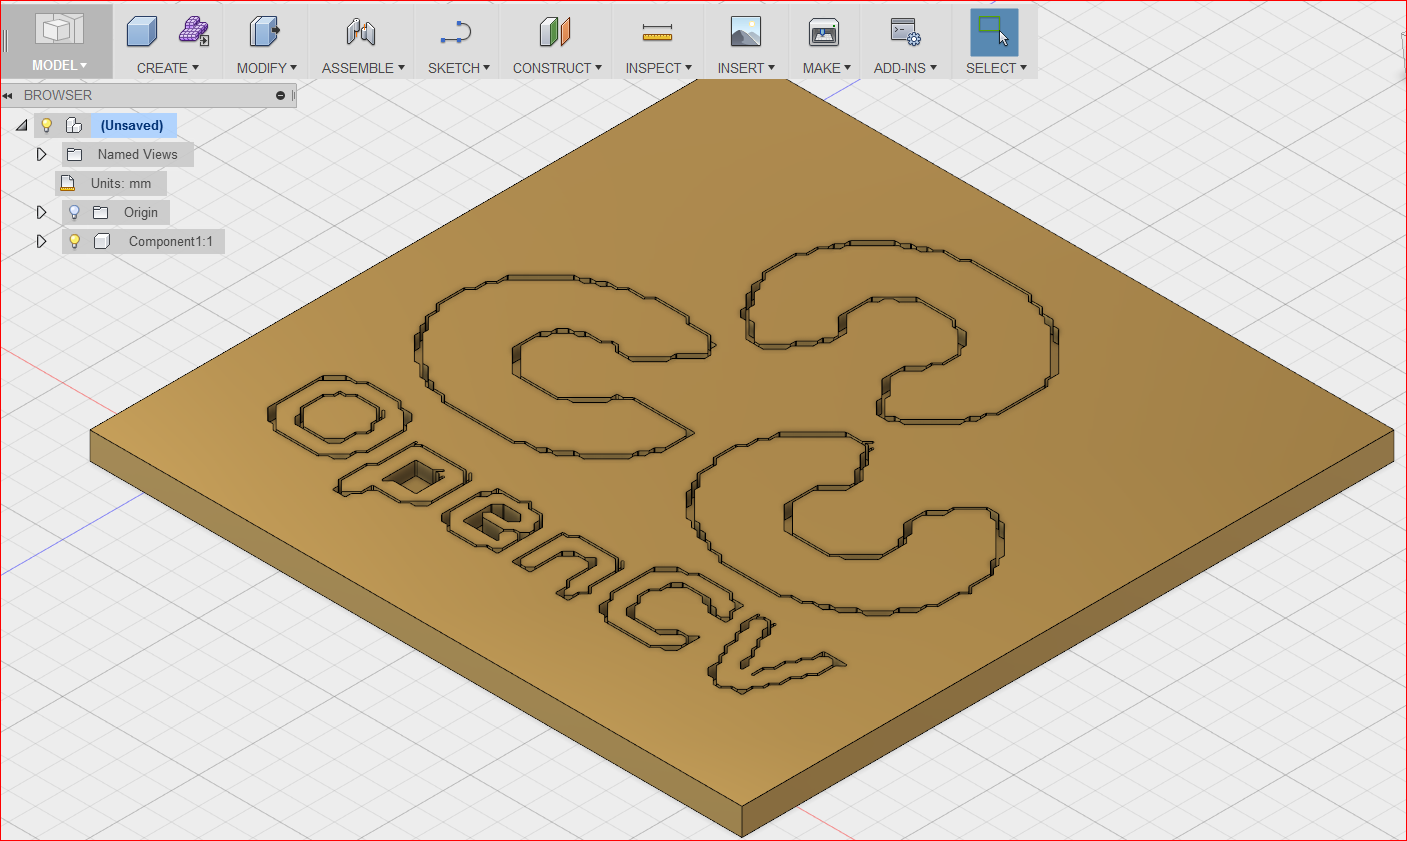 MODEL
CREATE
MODIFY
ASSEMBLE
SKETCH
CONSTRUCT
INSPECT
INSERT
MAKE
ADD-INS
SELECT
BROWSER
(Unsaved)
Named Views
Units: mm
Origin
Component1:1
OpenCV